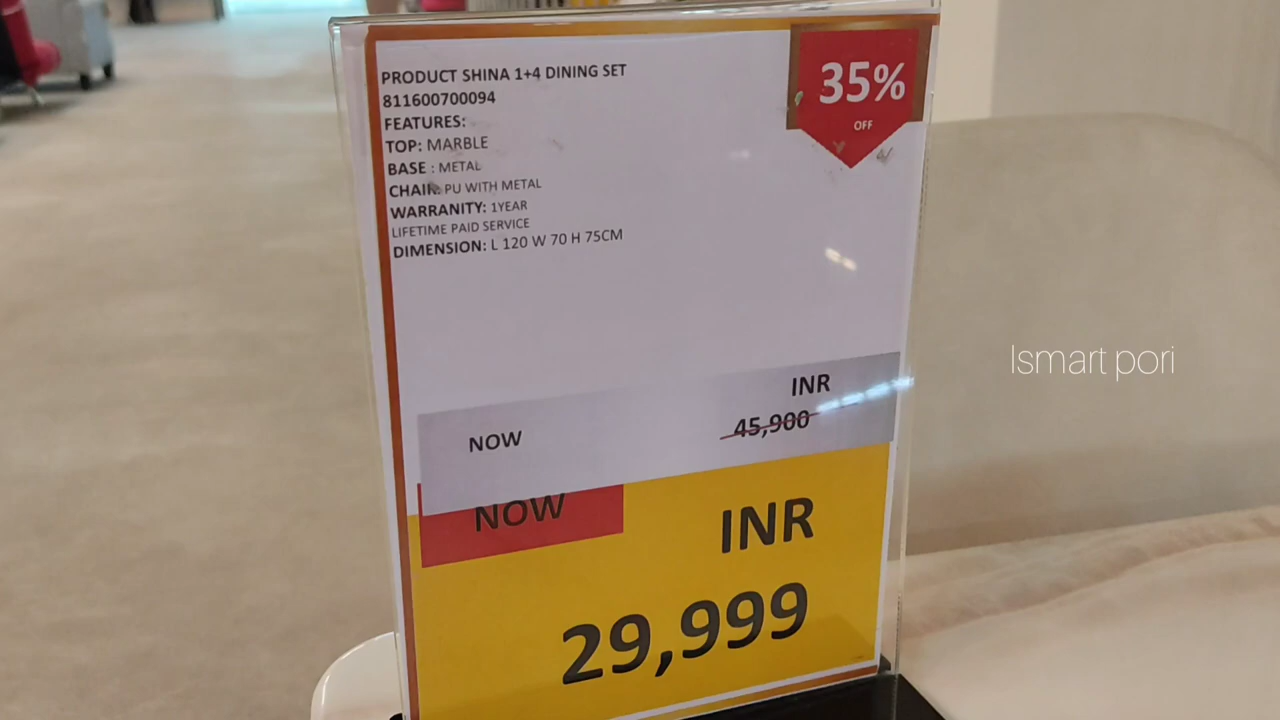 PRODUCT SHINA 1+4 DINING SET
811600700094
FEATURES:
TOP: MARBLE
BASE : METAL
CHAIR: PU WITH METAL
WARRANITY: 1YEAR
LIFETIME PAID SERVICE
DIMENSION: L 120 W 70 H 75CM
35%
OFF
INR
NOW 45,900
NOW INR
29,999
Ismart pori